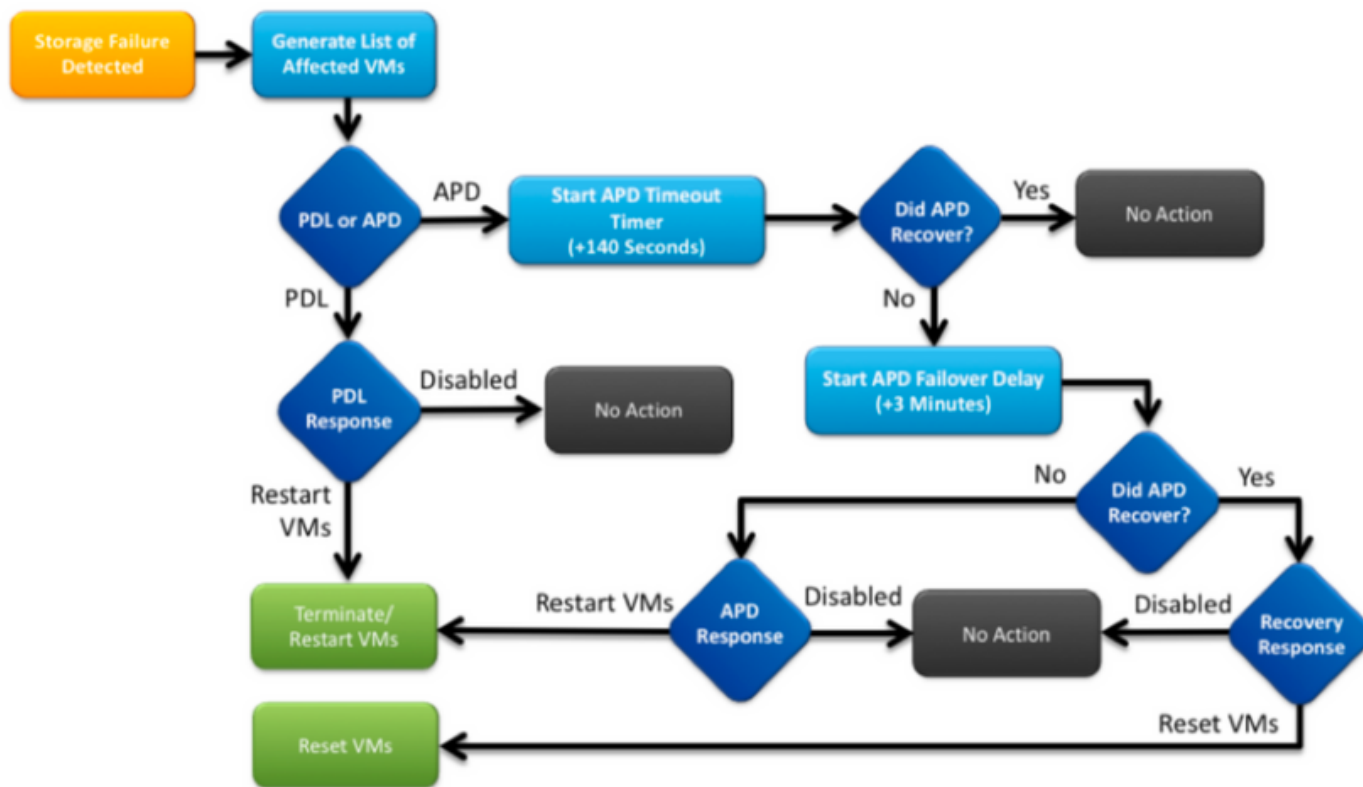 Storage Failure
Detected
Generate List of
Affected VMs
PDL or APD
APD
Start APD Timeout
Timer
(+140 Seconds)
Did APD
Recover?
Yes
No Action
PDL
No
PDL
Response
Disabled
No Action
Start APD Failover Delay
(+3 Minutes)
Restart
VMs
No
Did APD
Recover?
Yes
Terminate/
Restart VMs
Restart VMs
APD
Response
Disabled
No Action
Disabled
Recovery
Response
Reset VMs
Reset VMs